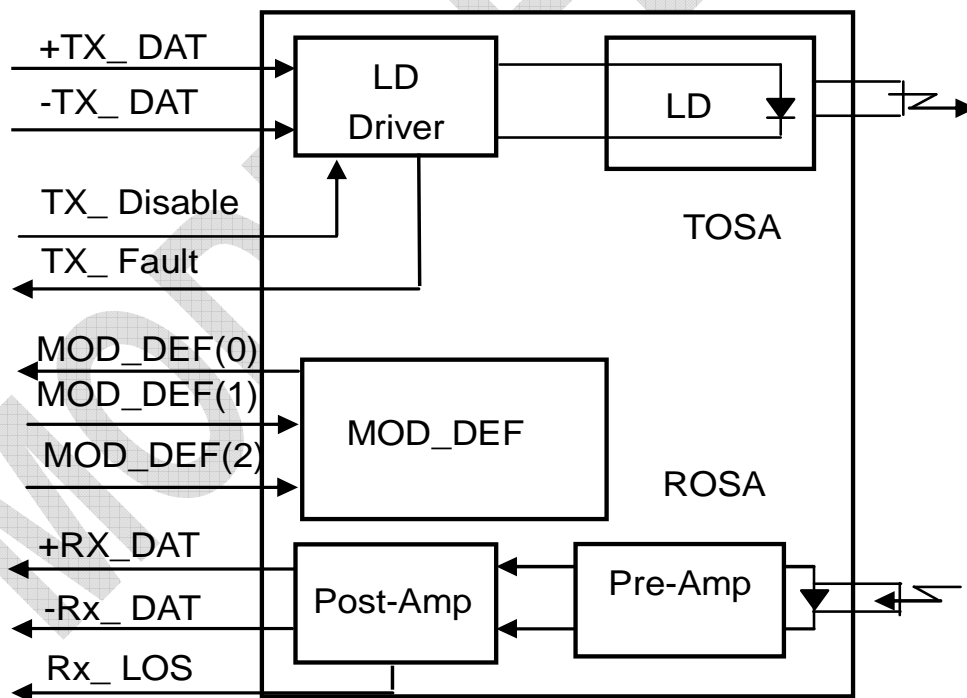 +TX_ DAT
-TX_ DAT
LD
Driver
LD
TX_ Disable
TX_ Fault
TOSA
MOD_DEF(0)
MOD_DEF(1)
MOD_DEF(2)
MOD_DEF
ROSA
+RX_DAT
-Rx_ DAT
Rx_ LOS
Post-Amp
Pre-Amp